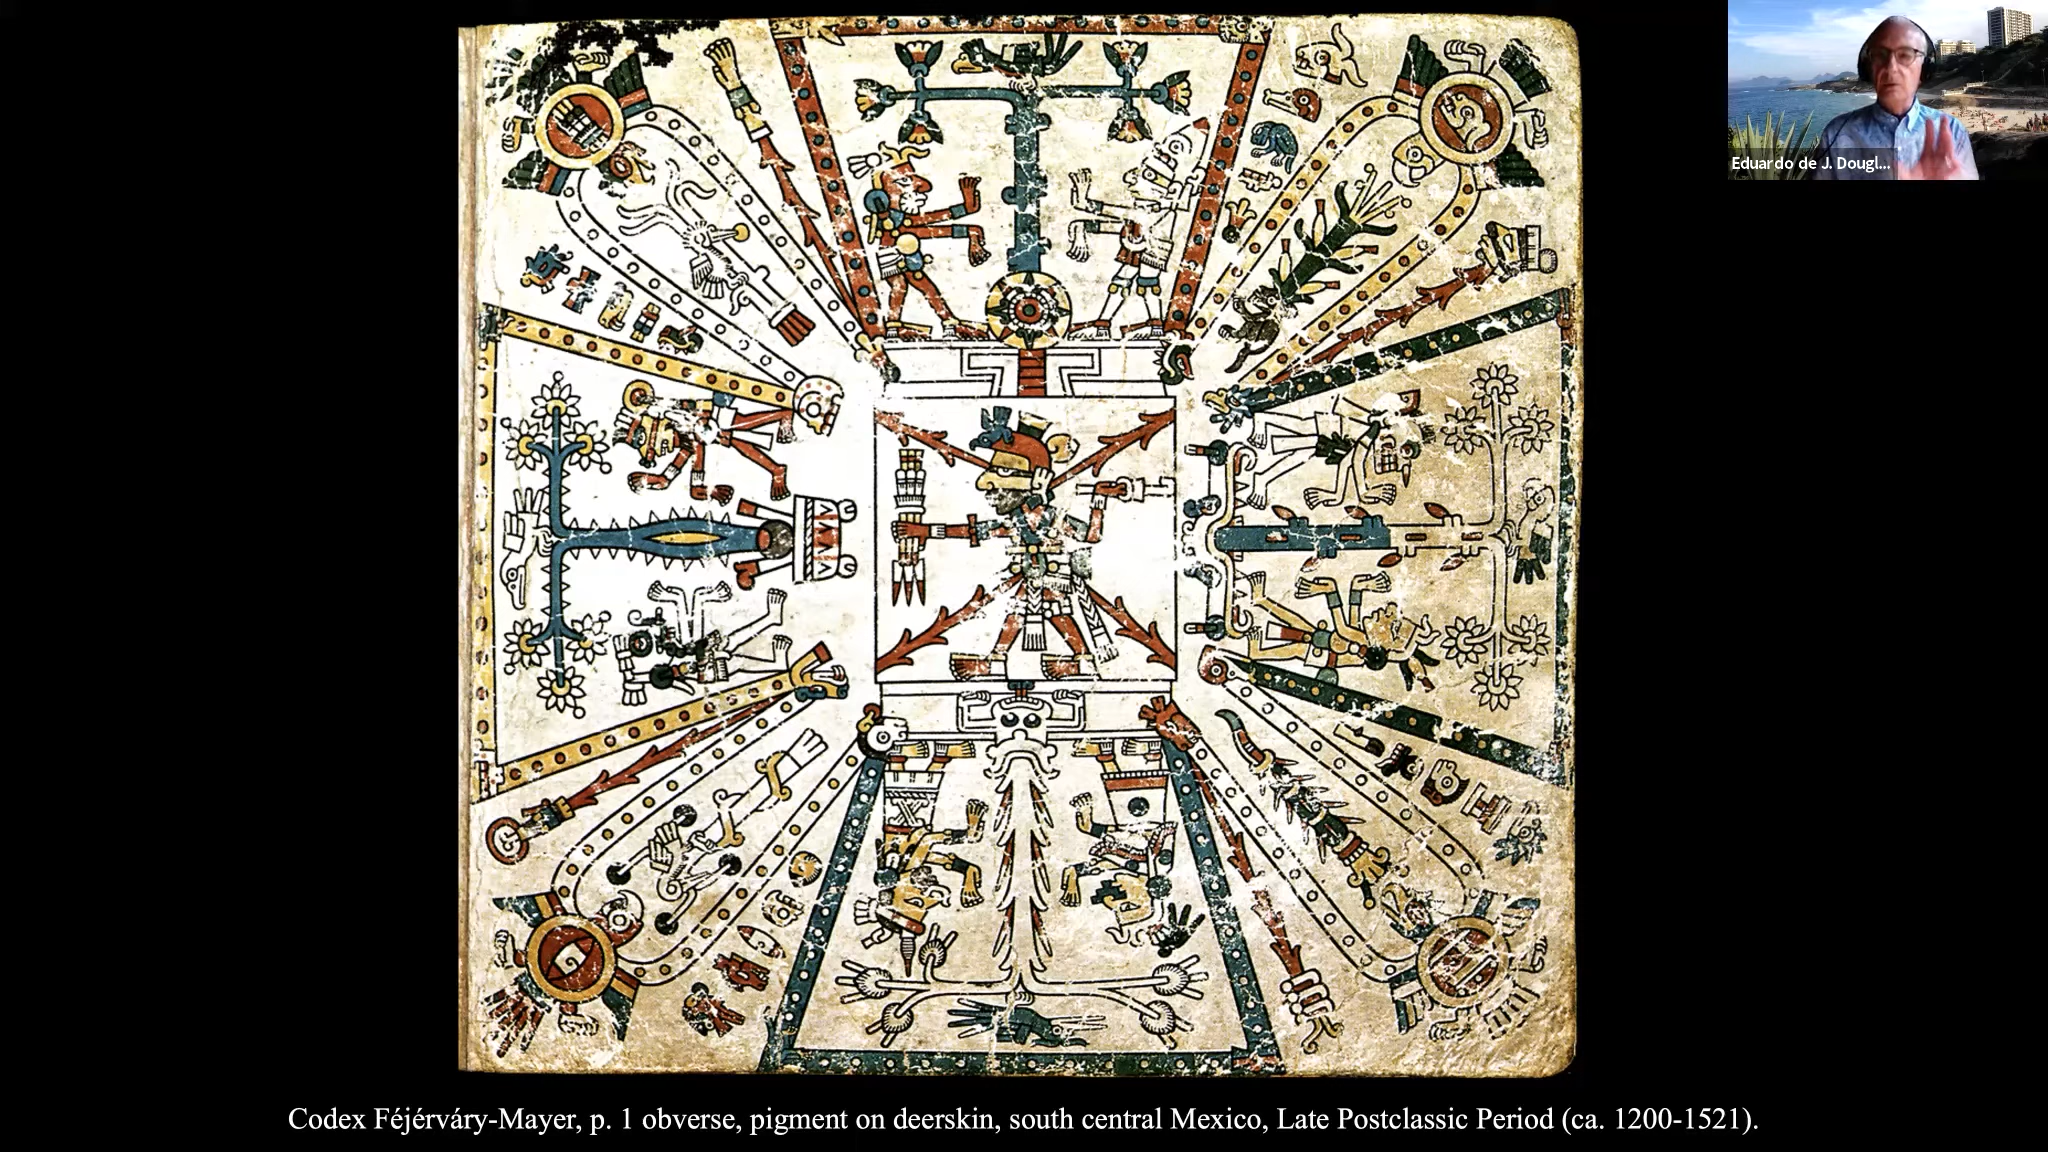 Eduardo de J. Dougl...
Codex Féjérváry-Mayer, p. 1 obverse, pigment on deerskin, south central Mexico, Late Postclassic Period (ca. 1200-1521).